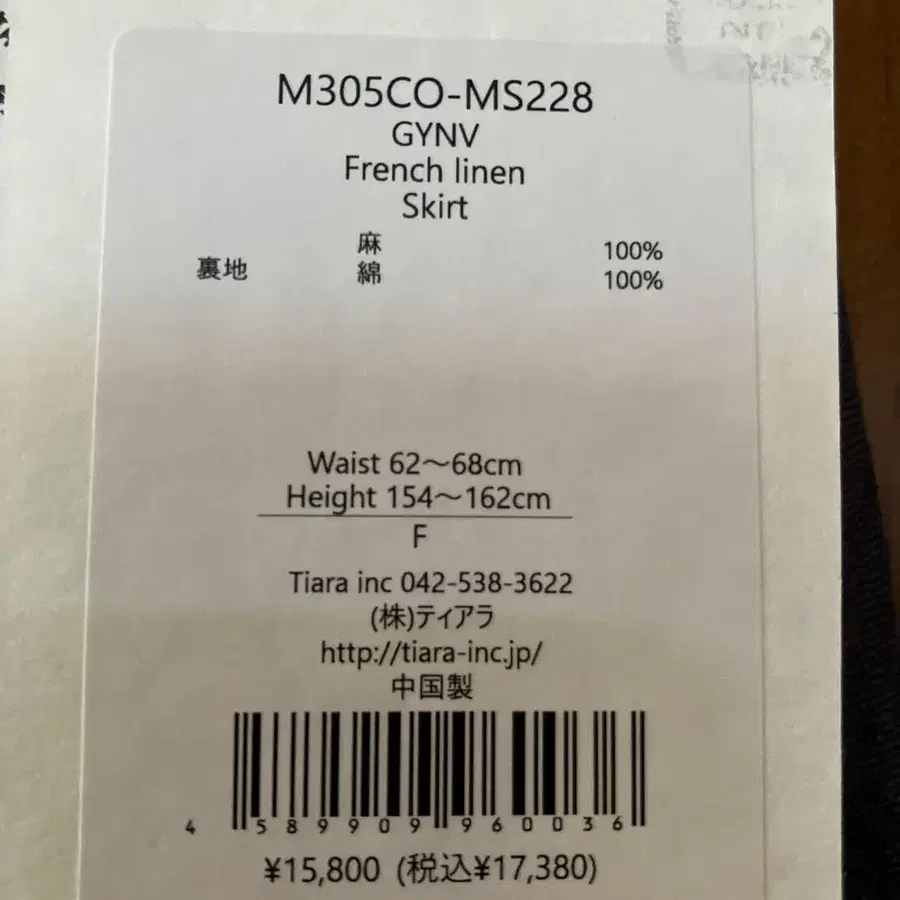 M305CO-MS228
GYNV
French linen
Skirt
麻 100%
裏地 綿 100%
Waist 62～68cm
Height 154～162cm
F
Tiara inc 042-538-3622
(株)ティアラ
http://tiara-inc.jp/
中国製
4 589909 960036
¥15,800 (税込¥17,380)